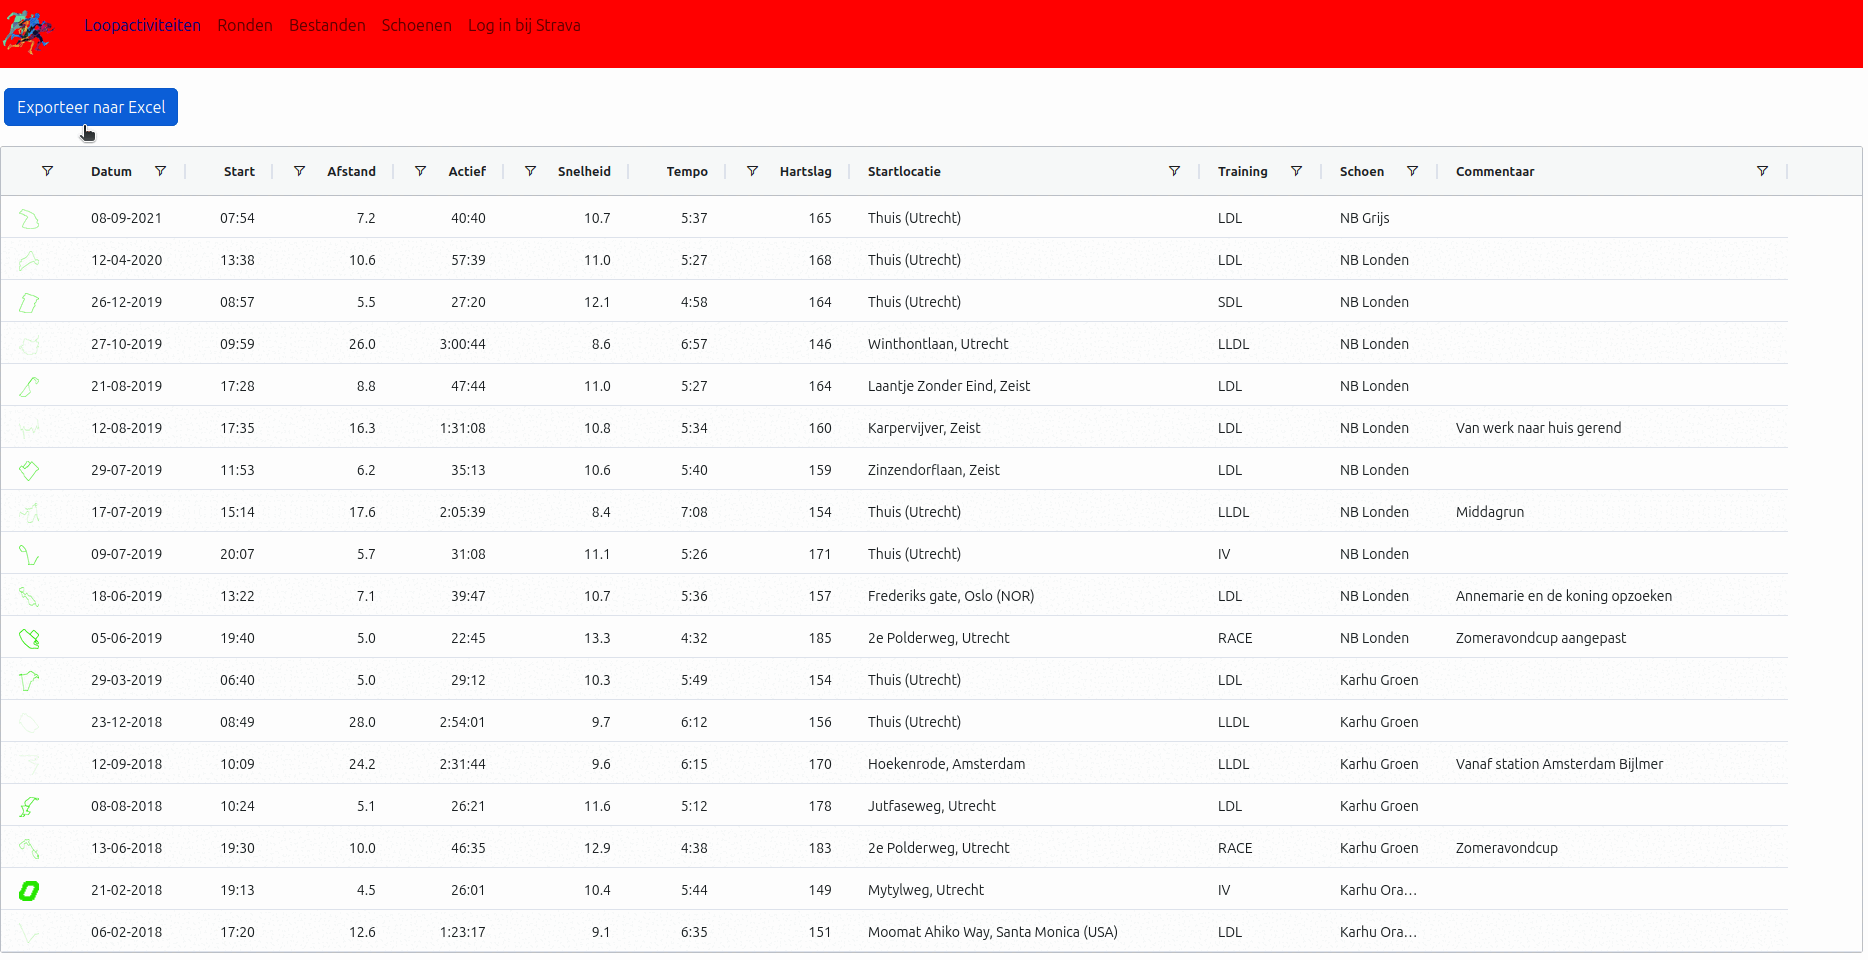 Loopactiviteiten Ronden Bestanden Schoenen Log in bij Strava
Exporteer naar Excel
Datum Start Afstand Actief Snelheid Tempo Hartslag Startlocatie Training Schoen Commentaar
08-09-2021 07:54 7.2 40:40 10.7 5:37 165 Thuis (Utrecht) LDL NB Grijs
12-04-2020 13:38 10.6 57:39 11.0 5:27 168 Thuis (Utrecht) LDL NB Londen
26-12-2019 08:57 5.5 27:20 12.1 4:58 164 Thuis (Utrecht) SDL NB Londen
27-10-2019 09:59 26.0 3:00:44 8.6 6:57 146 Winthontlaan, Utrecht LLDL NB Londen
21-08-2019 17:28 8.8 47:44 11.0 5:27 164 Laantje Zonder Eind, Zeist LDL NB Londen
12-08-2019 17:35 16.3 1:31:08 10.8 5:34 160 Karpervijver, Zeist LDL NB Londen Van werk naar huis gerend
29-07-2019 11:53 6.2 35:13 10.6 5:40 159 Zinzendorflaan, Zeist LDL NB Londen
17-07-2019 15:14 17.6 2:05:39 8.4 7:08 154 Thuis (Utrecht) LLDL NB Londen Middagrun
09-07-2019 20:07 5.7 31:08 11.1 5:26 171 Thuis (Utrecht) IV NB Londen
18-06-2019 13:22 7.1 39:47 10.7 5:36 157 Frederiks gate, Oslo (NOR) LDL NB Londen Annemarie en de koning opzoeken
05-06-2019 19:40 5.0 22:45 13.3 4:32 185 2e Polderweg, Utrecht RACE NB Londen Zomeravondcup aangepast
29-03-2019 06:40 5.0 29:12 10.3 5:49 154 Thuis (Utrecht) LDL Karhu Groen
23-12-2018 08:49 28.0 2:54:01 9.7 6:12 156 Thuis (Utrecht) LLDL Karhu Groen
12-09-2018 10:09 24.2 2:31:44 9.6 6:15 170 Hoekenrode, Amsterdam LLDL Karhu Groen Vanaf station Amsterdam Bijlmer
08-08-2018 10:24 5.1 26:21 11.6 5:12 178 Jutfaseweg, Utrecht LDL Karhu Groen
13-06-2018 19:30 10.0 46:35 12.9 4:38 183 2e Polderweg, Utrecht RACE Karhu Groen Zomeravondcup
21-02-2018 19:13 4.5 26:01 10.4 5:44 149 Mytylweg, Utrecht IV Karhu Ora…
06-02-2018 17:20 12.6 1:23:17 9.1 6:35 151 Moomat Ahiko Way, Santa Monica (USA) LDL Karhu Ora…